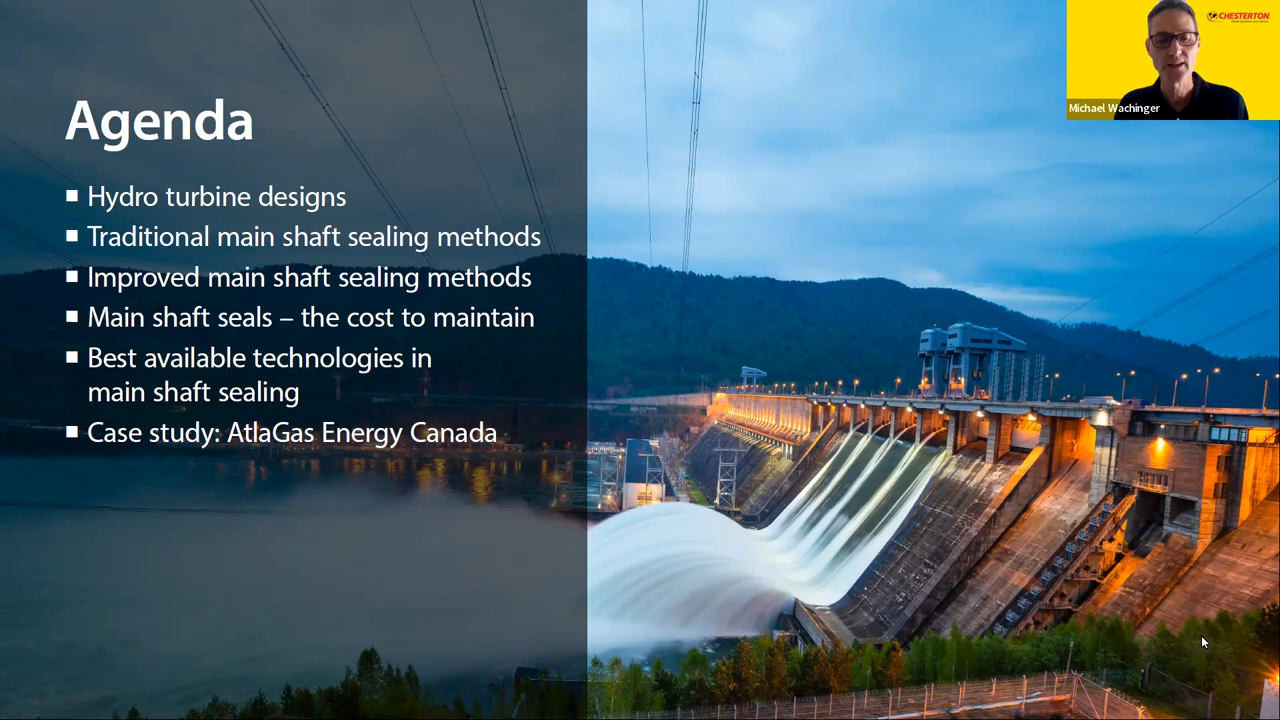 Agenda
▪ Hydro turbine designs
▪ Traditional main shaft sealing methods
▪ Improved main shaft sealing methods
▪ Main shaft seals – the cost to maintain
▪ Best available technologies in
main shaft sealing
▪ Case study: AtlaGas Energy Canada
CHESTERTON
Michael Wachinger